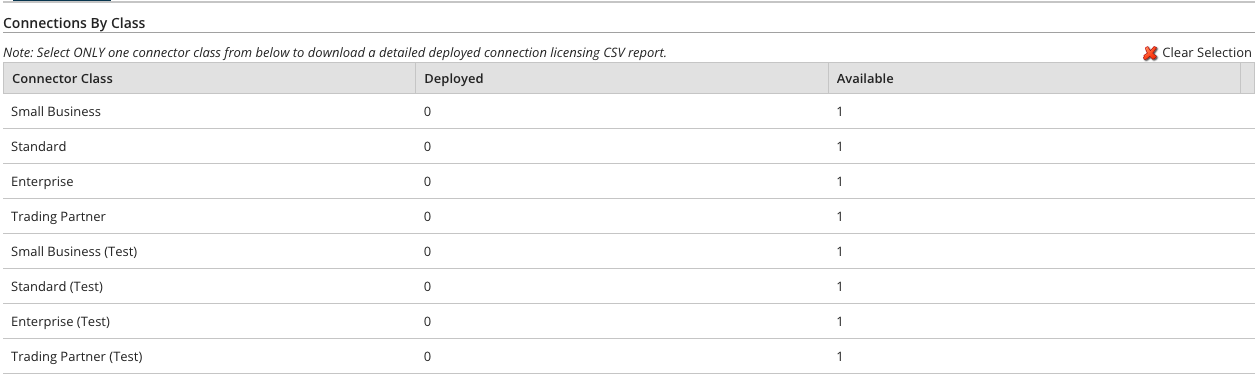 Connections By Class
Note: Select ONLY one connector class from below to download a detailed deployed connection licensing CSV report. Clear Selection
Connector Class Deployed Available
Small Business 0 1
Standard 0 1
Enterprise 0 1
Trading Partner 0 1
Small Business (Test) 0 1
Standard (Test) 0 1
Enterprise (Test) 0 1
Trading Partner (Test) 0 1